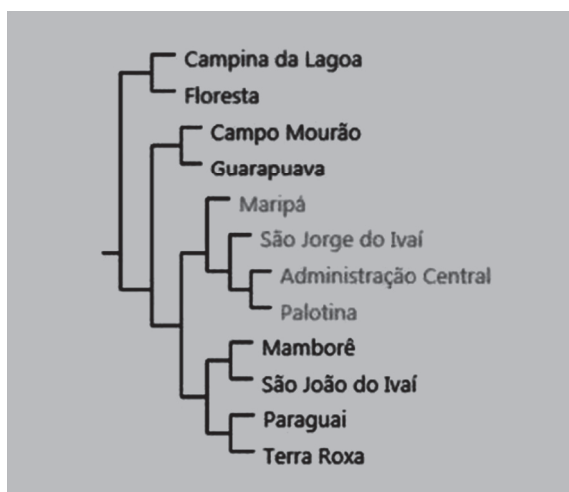 Campina da Lagoa
Floresta
Campo Mourão
Guarapuava
Maripá
São Jorge do Ivaí
Administração Central
Palotina
Mamborê
São João do Ivaí
Paraguai
Terra Roxa